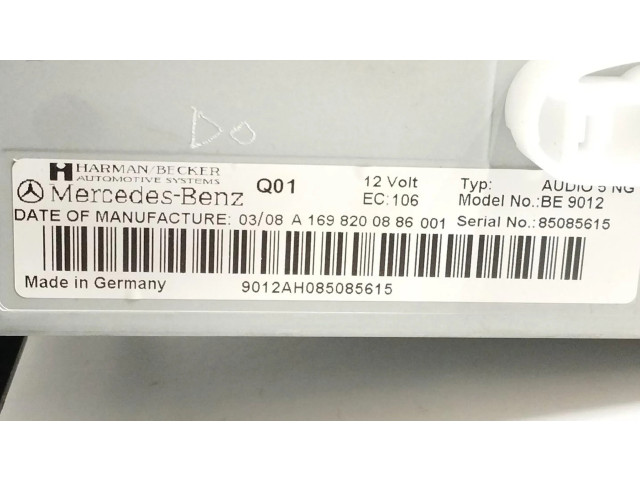 Do
HARMAN/BECKER
AUTOMOTIVE SYSTEMS
Mercedes-Benz Q01 12 Volt Typ: AUDIO 5 NG
EC:106 Model No.:BE 9012
DATE OF MANUFACTURE: 03/08 A 169 820 08 86 001 Serial No.:85085615
Made in Germany 9012AH085085615